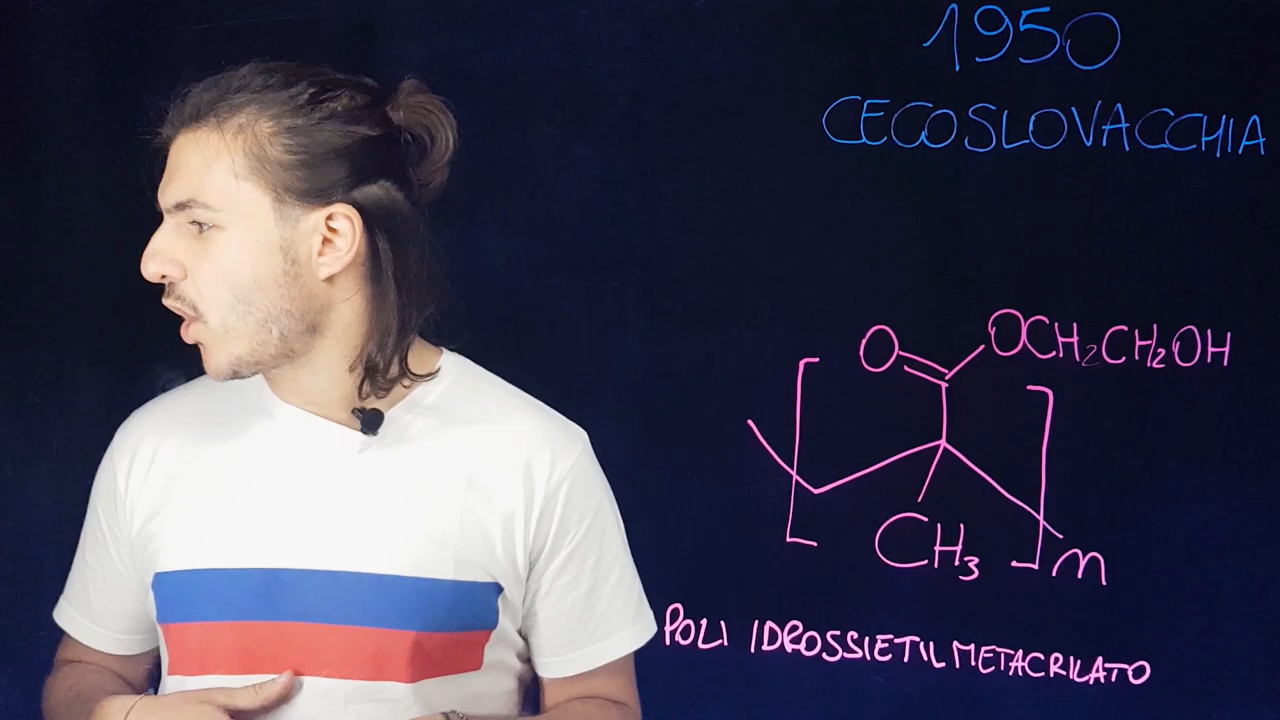 1950
CECOSLOVACCHIA
O OCH₂CH₂OH
CH₃
n
POLI IDROSSIETILMETACRILATO